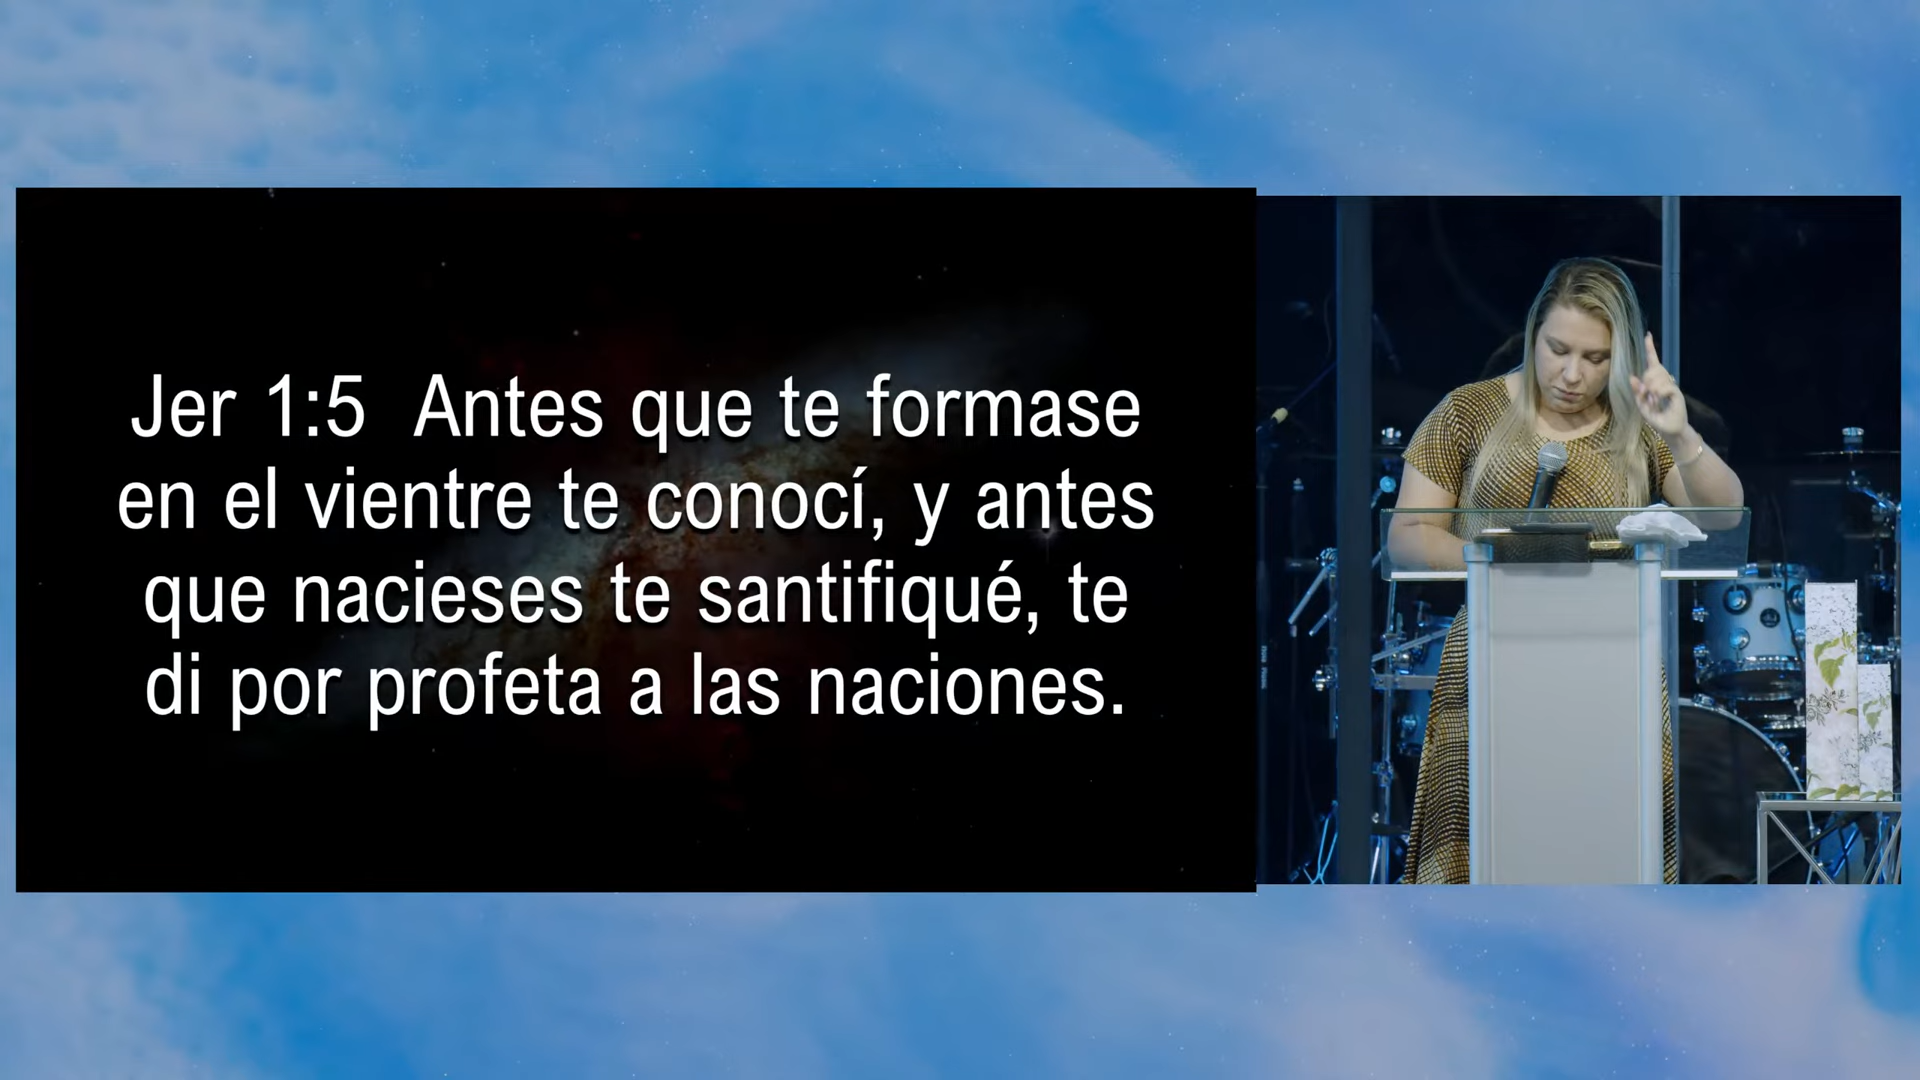 Jer 1:5  Antes que te formase
en el vientre te conocí, y antes
que nacieses te santifiqué, te
di por profeta a las naciones.